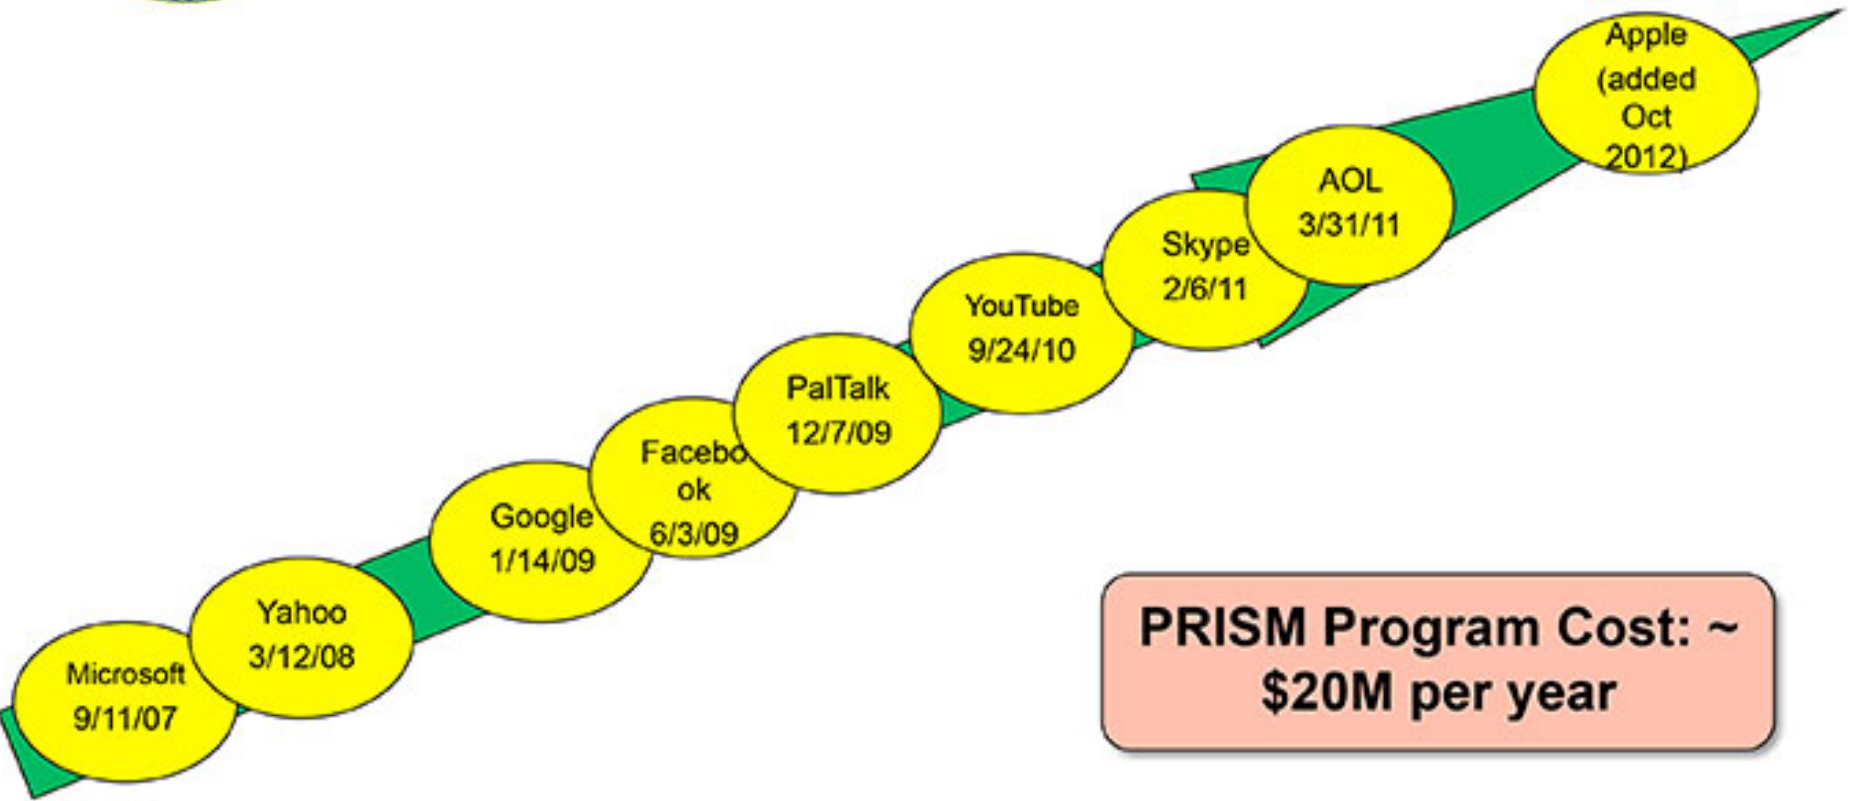 Microsoft
9/11/07
Yahoo
3/12/08
Google
1/14/09
Facebo
ok
6/3/09
PalTalk
12/7/09
YouTube
9/24/10
Skype
2/6/11
AOL
3/31/11
Apple
(added
Oct
2012)
PRISM Program Cost: ~
$20M per year